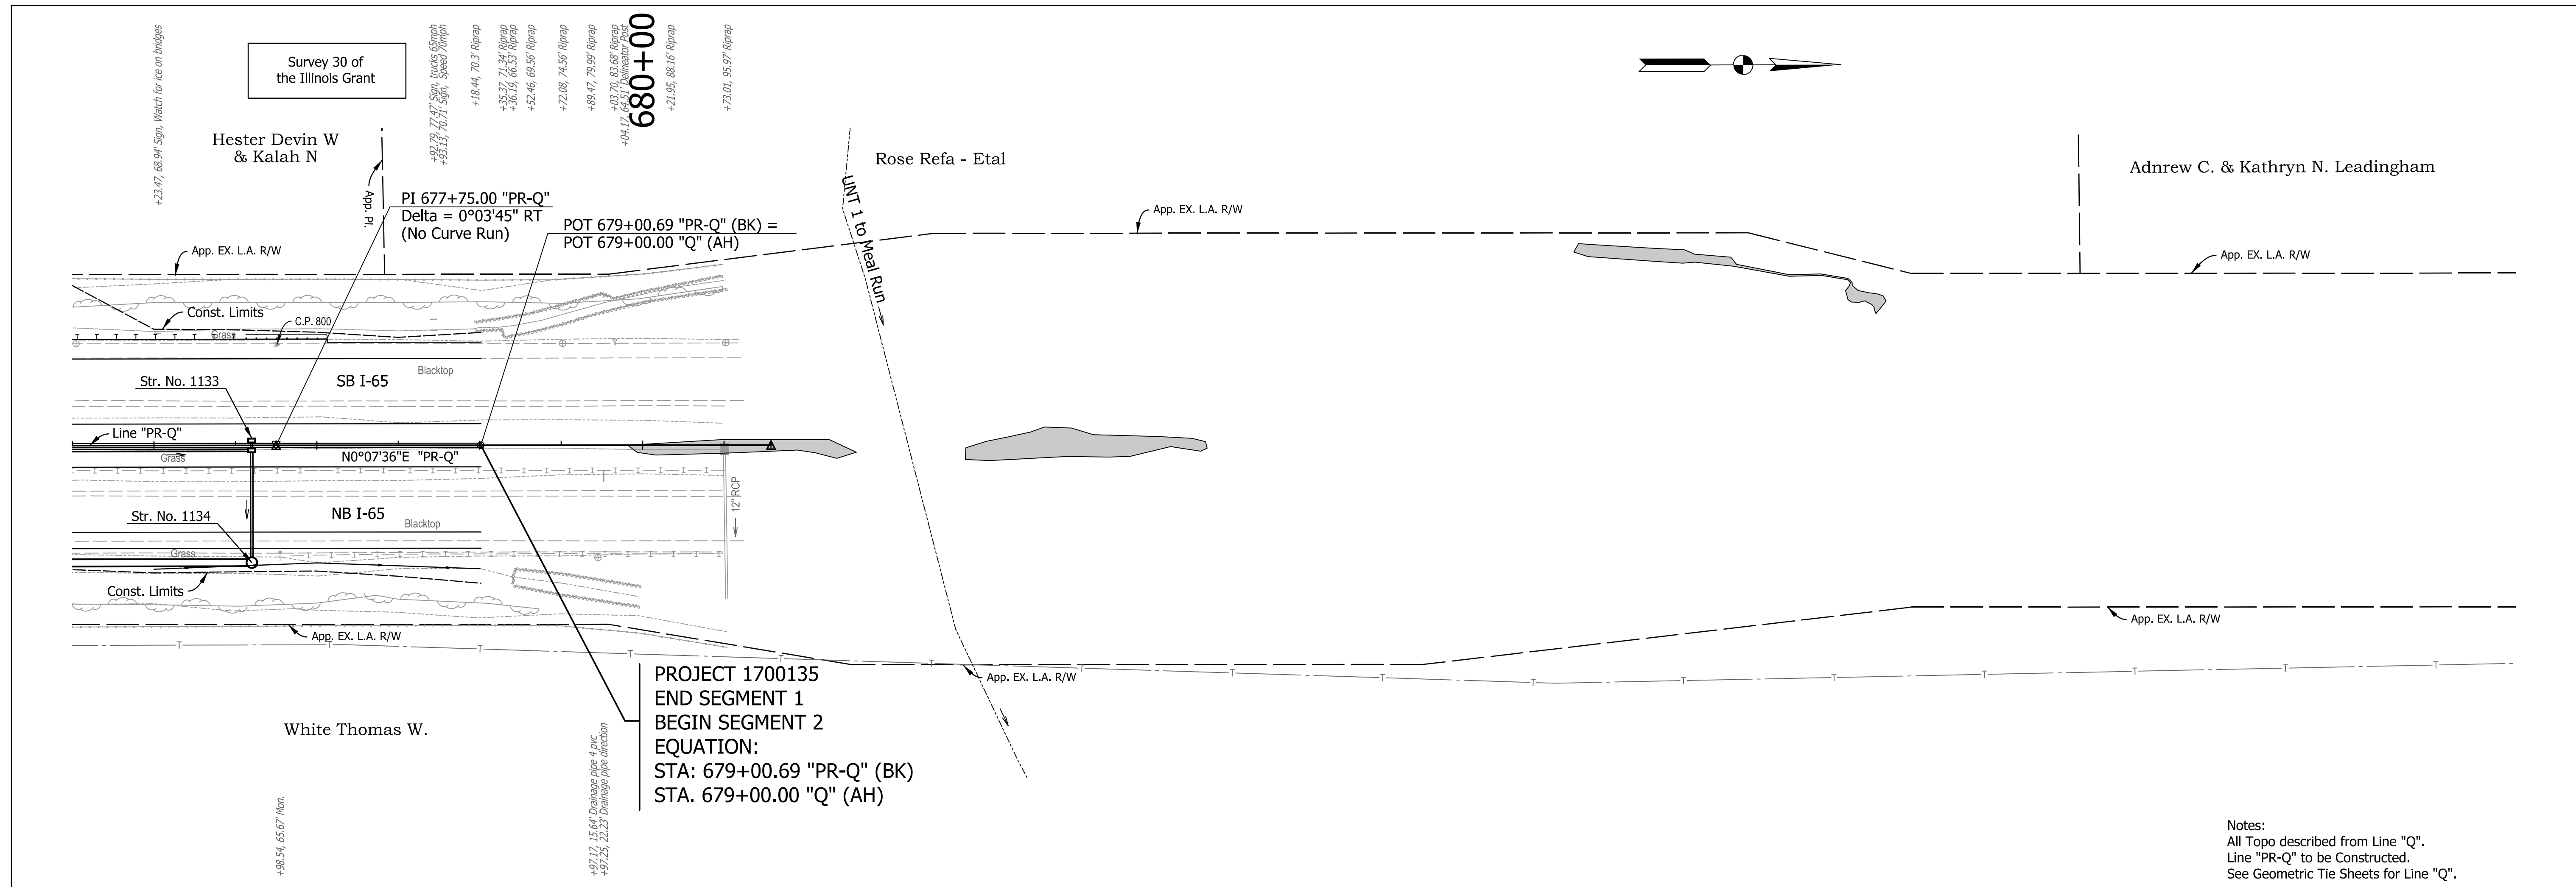 +23.47, 68.94' Sign, Watch for ice on bridges
Survey 30 of
the Illinois Grant
+92.79, 77.47' Sign, trucks 65mph
+93.13, 70.71' Sign, Speed 70mph
+18.44, 70.3' Riprap
+35.37, 71.34' Riprap
+36.19, 66.53' Riprap
+52.46, 69.56' Riprap
+72.08, 74.56' Riprap
+89.47, 79.99' Riprap
+03.70, 83.68' Riprap
+04.17, 64.51' Delineator Post
680+00
+21.95, 88.16' Riprap
+73.01, 95.97' Riprap
Hester Devin W
& Kalah N
App. Pl.
Rose Refa - Etal
Adnrew C. & Kathryn N. Leadingham
PI 677+75.00 "PR-Q"
Delta = 0°03'45" RT
(No Curve Run)
POT 679+00.69 "PR-Q" (BK) =
POT 679+00.00 "Q" (AH)
UNT 1 to Meal Run
App. EX. L.A. R/W
App. EX. L.A. R/W
App. EX. L.A. R/W
Const. Limits
C.P. 800
Grass
Str. No. 1133
SB I-65
Blacktop
Line "PR-Q"
Grass
N0°07'36"E "PR-Q"
12" RCP
Str. No. 1134
NB I-65
Blacktop
Grass
Const. Limits
App. EX. L.A. R/W
App. EX. L.A. R/W
App. EX. L.A. R/W
T T T T T T T T T T T T T T T T
White Thomas W.
PROJECT 1700135
END SEGMENT 1
BEGIN SEGMENT 2
EQUATION:
STA: 679+00.69 "PR-Q" (BK)
STA. 679+00.00 "Q" (AH)
+98.54, 65.67' Mon.
+97.17, 15.64' Drainage pipe 4 pvc
+97.25, 22.23' Drainage pipe direction
Notes:
All Topo described from Line "Q".
Line "PR-Q" to be Constructed.
See Geometric Tie Sheets for Line "Q".